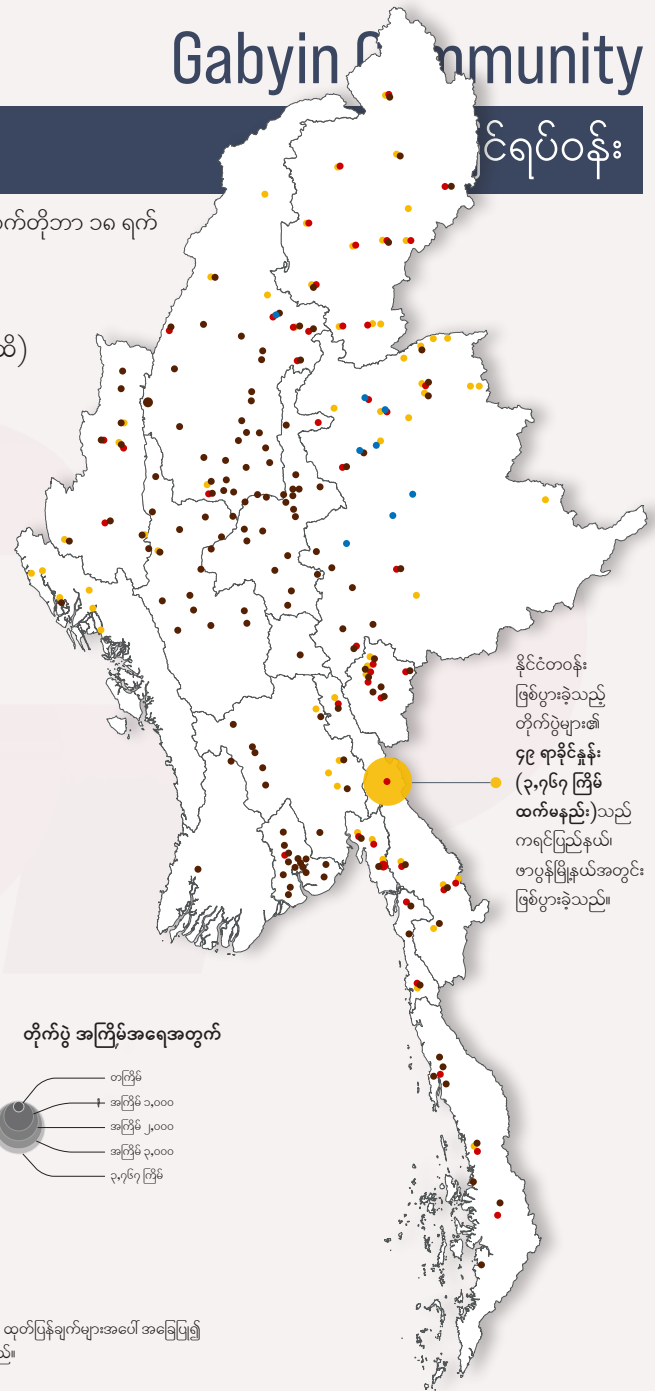 Gabyin Community
င်ရပ်ဝန်း
က်တိုဘာ ၁၈ ရက်
ထိ)
နိုင်ငံတဝန်း
ဖြစ်ပွားခဲ့သည့်
တိုက်ပွဲများ၏
၄၉ ရာခိုင်နှုန်း
(၃,၇၆၇ ကြိမ်
ထက်မနည်း)သည်
ကရင်ပြည်နယ်၊
ဖာပွန်မြို့နယ်အတွင်း
ဖြစ်ပွားခဲ့သည်။
တိုက်ပွဲ အကြိမ်အရေအတွက်
တကြိမ်
အကြိမ် ၁,၀၀၀
အကြိမ် ၂,၀၀၀
အကြိမ် ၃,၀၀၀
၃,၇၆၇ ကြိမ်
ထုတ်ပြန်ချက်များအပေါ် အခြေပြု၍
ည်။